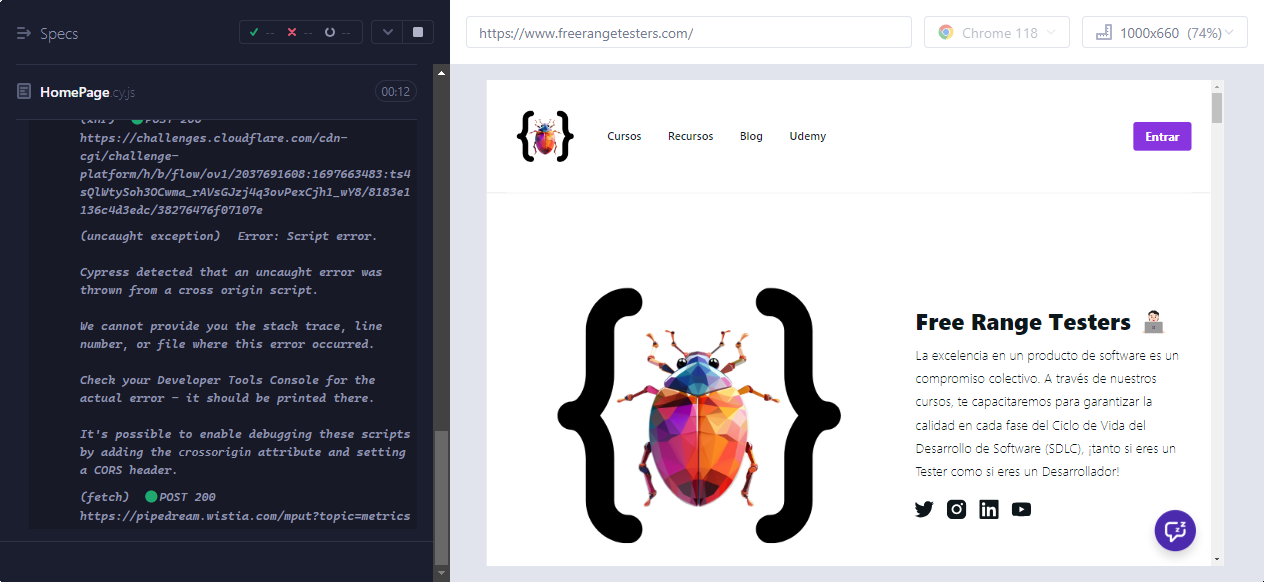 Specs
-- -- --
HomePage cy.js
00:12
(xhr) POST 200
https://challenges.cloudflare.com/cdn-
cgi/challenge-
platform/h/b/flow/ov1/2037691608:1697663483:ts4
sQlWtySoh3OCwma_rAVsGJzj4q3ovPexCjh1_wY8/8183e1
136c4d3edc/38276476f07107e
(uncaught exception) Error: Script error.
Cypress detected that an uncaught error was
thrown from a cross origin script.
We cannot provide you the stack trace, line
number, or file where this error occurred.
Check your Developer Tools Console for the
actual error - it should be printed there.
It's possible to enable debugging these scripts
by adding the crossorigin attribute and setting
a CORS header.
(fetch) POST 200
https://pipedream.wistia.com/mput?topic=metrics
https://www.freerangetesters.com/
Chrome 118
1000x660 (74%)
Cursos Recursos Blog Udemy
Entrar
Free Range Testers
La excelencia en un producto de software es un
compromiso colectivo. A través de nuestros
cursos, te capacitaremos para garantizar la
calidad en cada fase del Ciclo de Vida del
Desarrollo de Software (SDLC), ¡tanto si eres un
Tester como si eres un Desarrollador!